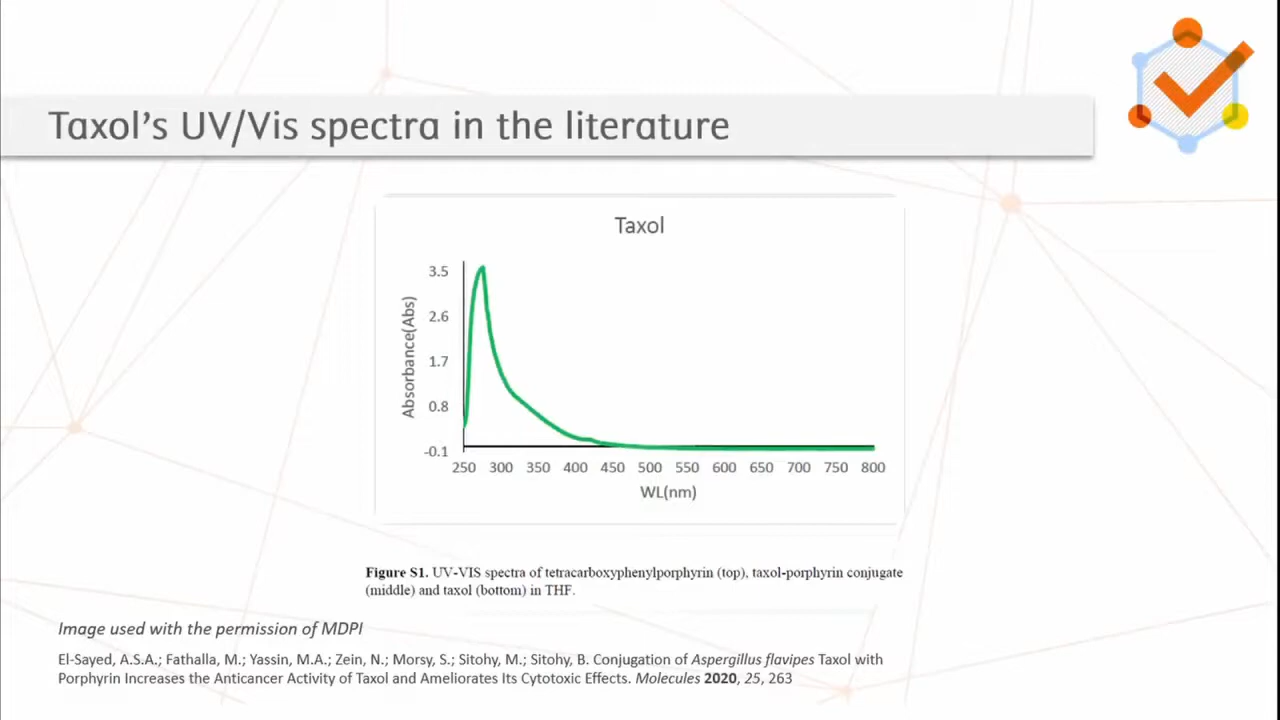 Taxol's UV/Vis spectra in the literature
Taxol
Absorbance(Abs)
3.5
2.6
1.7
0.8
-0.1
250 300 350 400 450 500 550 600 650 700 750 800
WL(nm)
Figure S1. UV-VIS spectra of tetracarboxyphenylporphyrin (top), taxol-porphyrin conjugate
(middle) and taxol (bottom) in THF.
Image used with the permission of MDPI
El-Sayed, A.S.A.; Fathalla, M.; Yassin, M.A.; Zein, N.; Morsy, S.; Sitohy, M.; Sitohy, B. Conjugation of Aspergillus flavipes Taxol with
Porphyrin Increases the Anticancer Activity of Taxol and Ameliorates Its Cytotoxic Effects. Molecules 2020, 25, 263